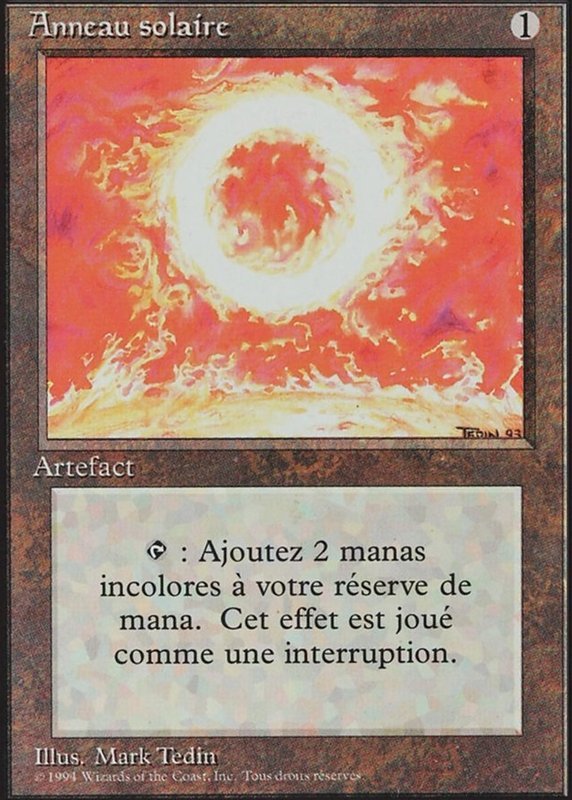 Anneau solaire 1
TEDIN 93
Artefact
: Ajoutez 2 manas
incolores à votre réserve de
mana. Cet effet est joué
comme une interruption.
Illus. Mark Tedin
© 1994 Wizards of the Coast, Inc. Tous droits réservés